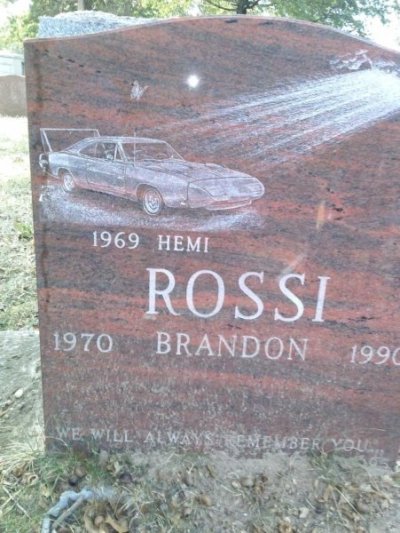 1969 HEMI
ROSSI
1970 BRANDON 1990
WE WILL ALWAYS REMEMBER YOU...